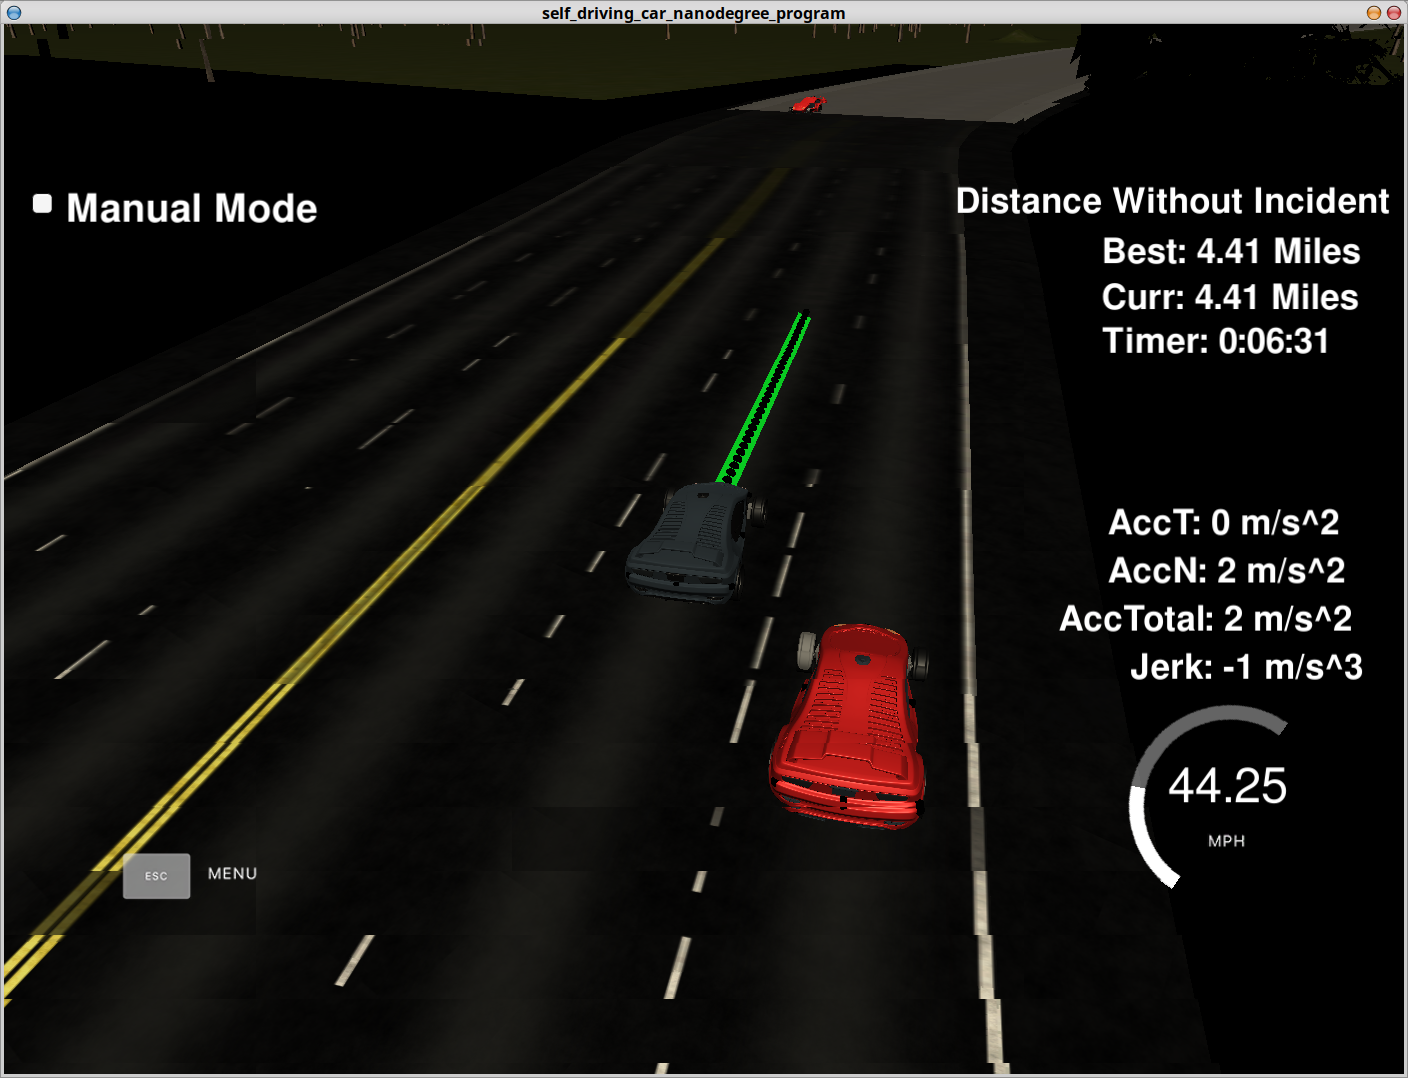 self_driving_car_nanodegree_program
Manual Mode
Distance Without Incident
Best: 4.41 Miles
Curr: 4.41 Miles
Timer: 0:06:31
AccT: 0 m/s^2
AccN: 2 m/s^2
AccTotal: 2 m/s^2
Jerk: -1 m/s^3
44.25
MPH
ESC MENU